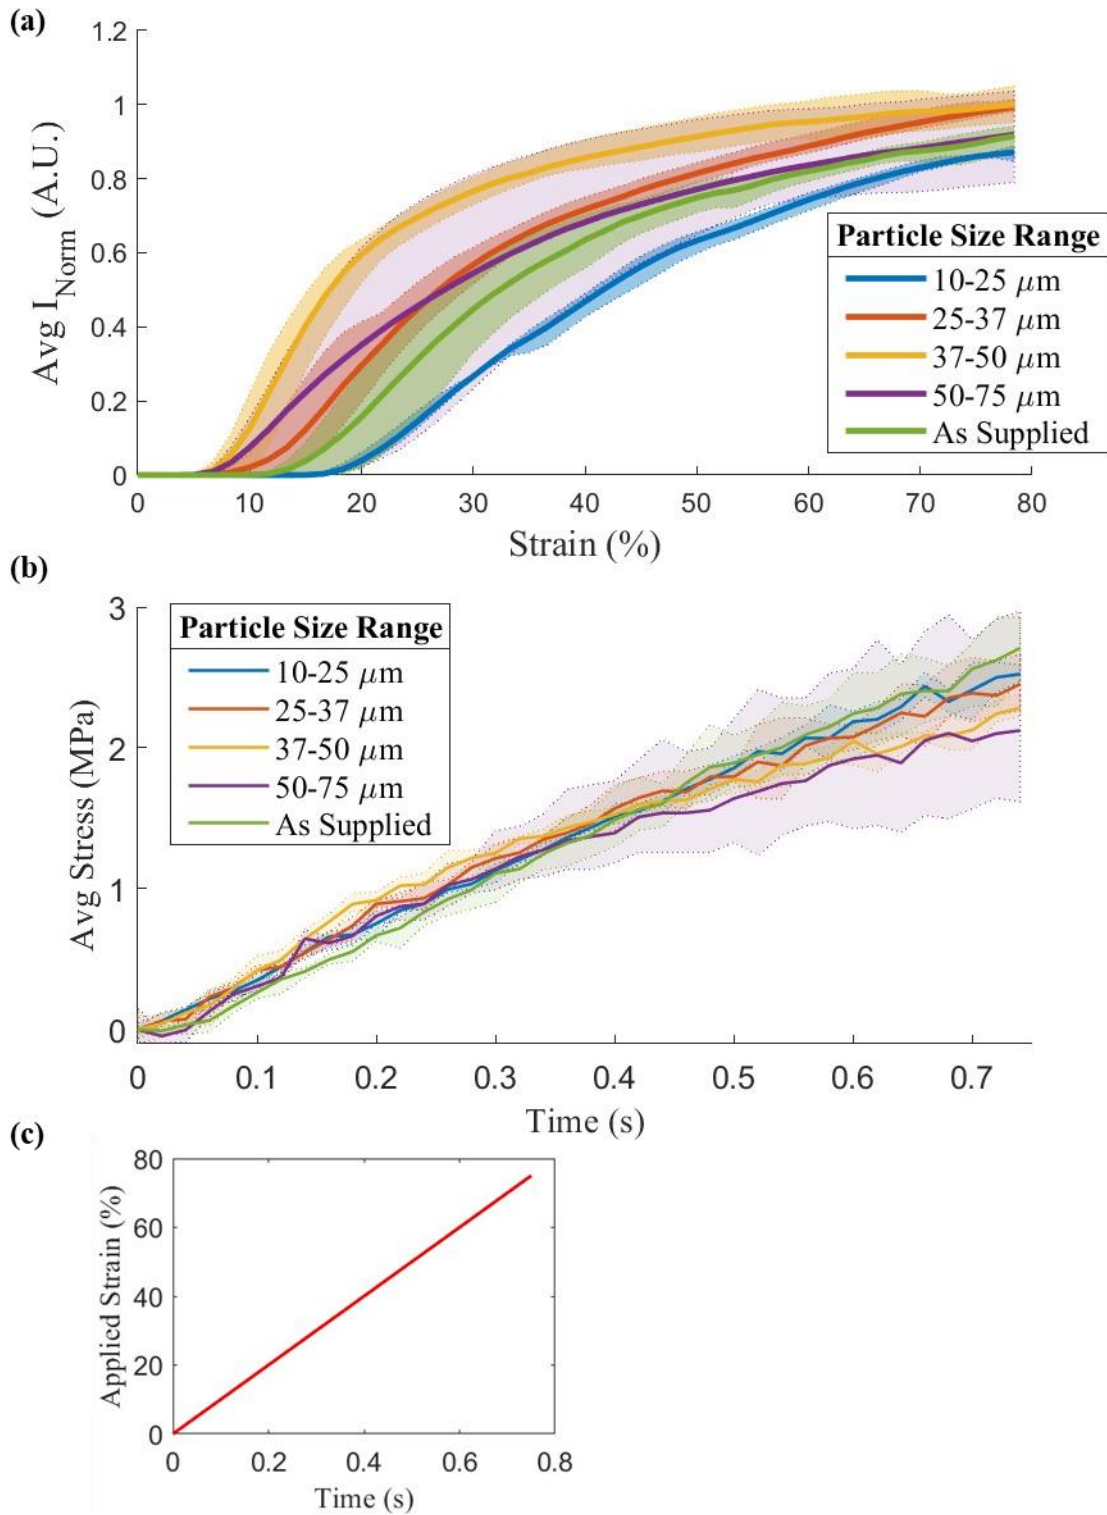 (a)
1.2
1
0.8
0.6
0.4
0.2
0
Avg I_Norm (A.U.)
Particle Size Range
10-25 μm
25-37 μm
37-50 μm
50-75 μm
As Supplied
0 10 20 30 40 50 60 70 80
Strain (%)
(b)
3
2
1
0
Avg Stress (MPa)
Particle Size Range
10-25 μm
25-37 μm
37-50 μm
50-75 μm
As Supplied
0 0.1 0.2 0.3 0.4 0.5 0.6 0.7
Time (s)
(c)
80
60
40
20
0
Applied Strain (%)
0 0.2 0.4 0.6 0.8
Time (s)